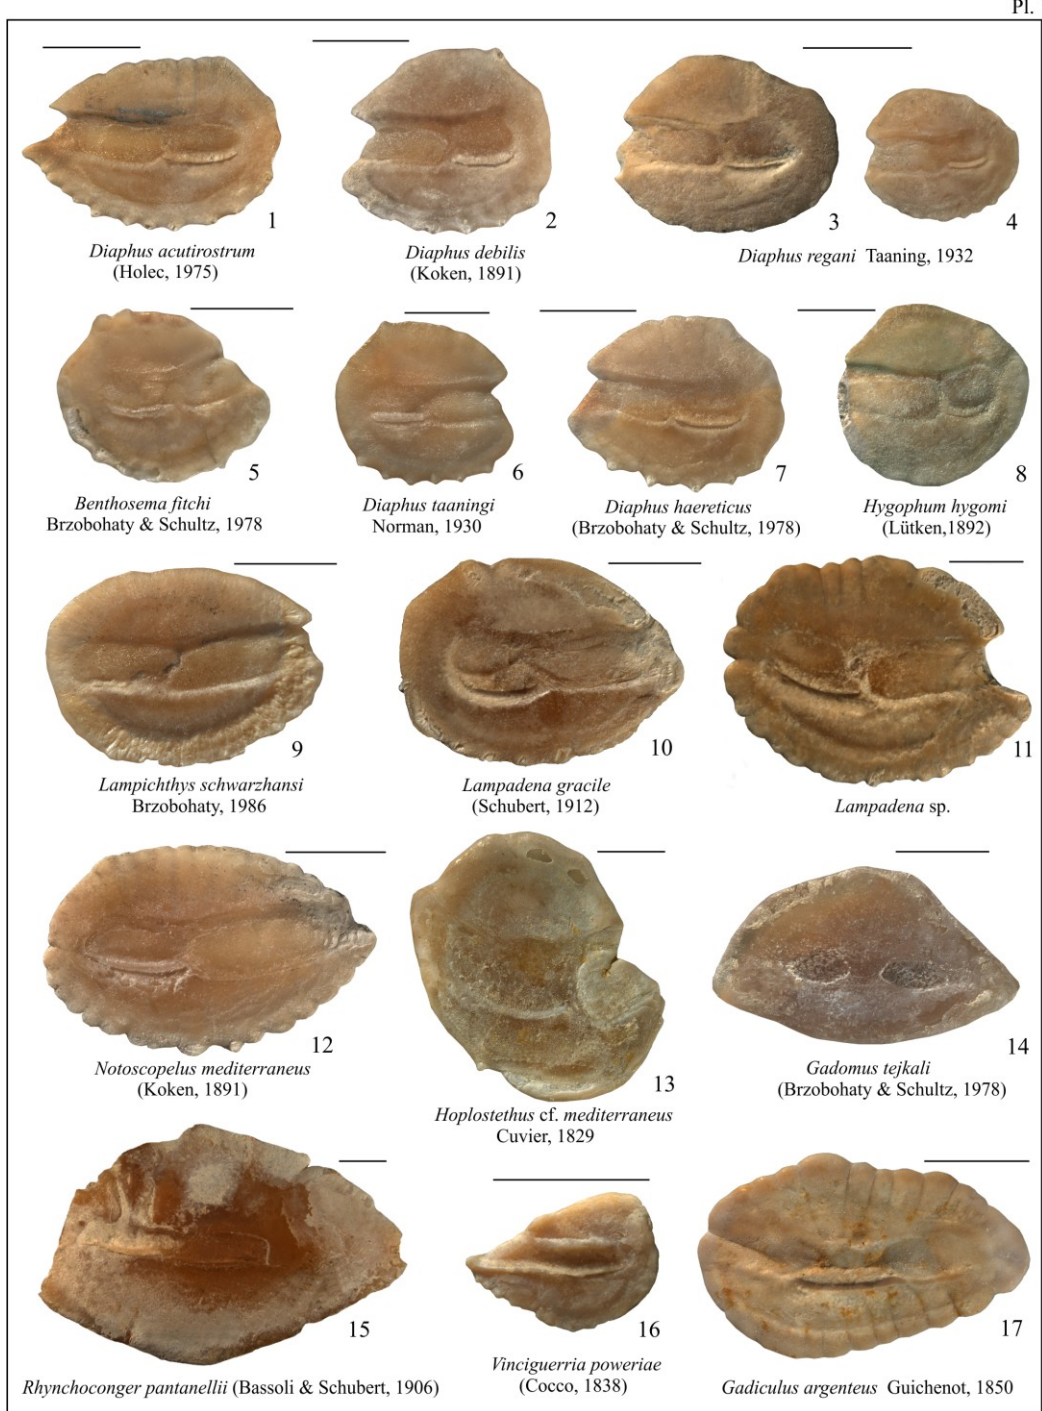 Pl.
1
2
3
4
Diaphus acutirostrum
(Holec, 1975)
Diaphus debilis
(Koken, 1891)
Diaphus regani Taaning, 1932
5
6
7
8
Benthosema fitchi
Brzobohaty & Schultz, 1978
Diaphus taaningi
Norman, 1930
Diaphus haereticus
(Brzobohaty & Schultz, 1978)
Hygophum hygomi
(Lütken,1892)
9
10
11
Lampichthys schwarzhansi
Brzobohaty, 1986
Lampadena gracile
(Schubert, 1912)
Lampadena sp.
12
13
14
Notoscopelus mediterraneus
(Koken, 1891)
Hoplostethus cf. mediterraneus
Cuvier, 1829
Gadomus tejkali
(Brzobohaty & Schultz, 1978)
15
16
17
Rhynchoconger pantanellii (Bassoli & Schubert, 1906)
Vinciguerria poweriae
(Cocco, 1838)
Gadiculus argenteus Guichenot, 1850